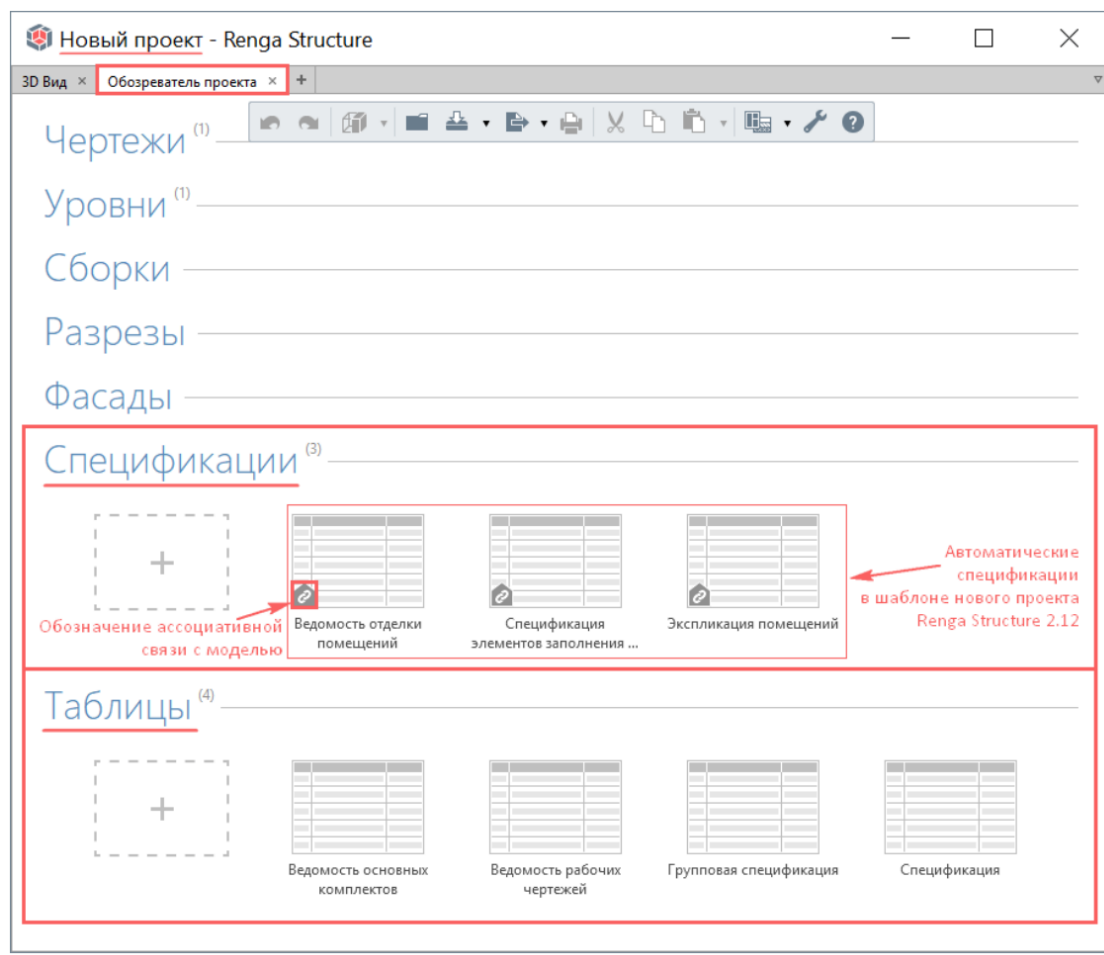 Новый проект - Renga Structure
3D Вид × Обозреватель проекта × +
Чертежи (1)
Уровни (1)
Сборки
Разрезы
Фасады
Спецификации (3)
Автоматические
спецификации
в шаблоне нового проекта
Renga Structure 2.12
Обозначение ассоциативной
связи с моделью
Ведомость отделки
помещений
Спецификация
элементов заполнения ...
Экспликация помещений
Таблицы (4)
Ведомость основных
комплектов
Ведомость рабочих
чертежей
Групповая спецификация
Спецификация